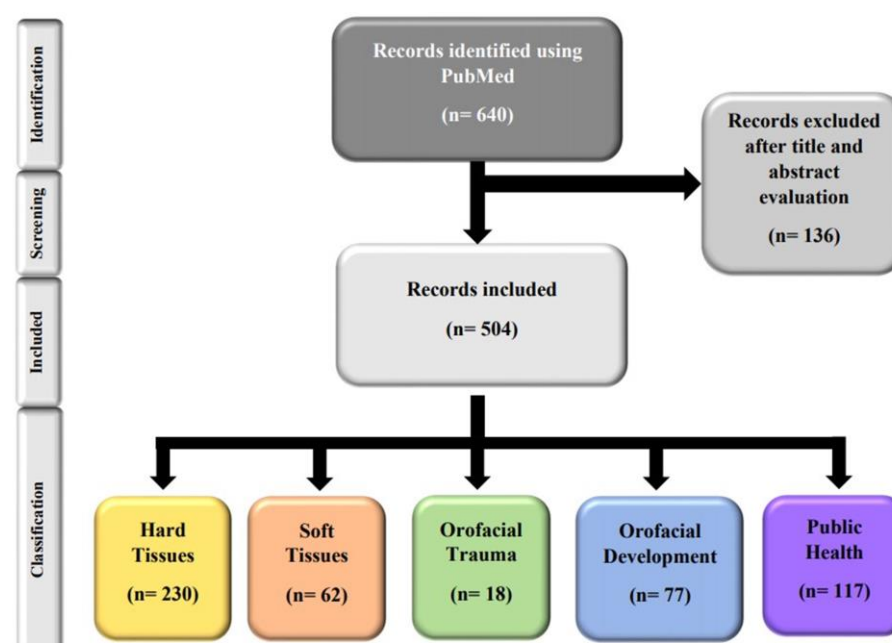 Identification
Screening
Included
Classification
Records identified using
PubMed
(n= 640)
Records excluded
after title and
abstract
evaluation
(n= 136)
Records included
(n= 504)
Hard
Tissues
(n= 230)
Soft
Tissues
(n= 62)
Orofacial
Trauma
(n= 18)
Orofacial
Development
(n= 77)
Public
Health
(n= 117)